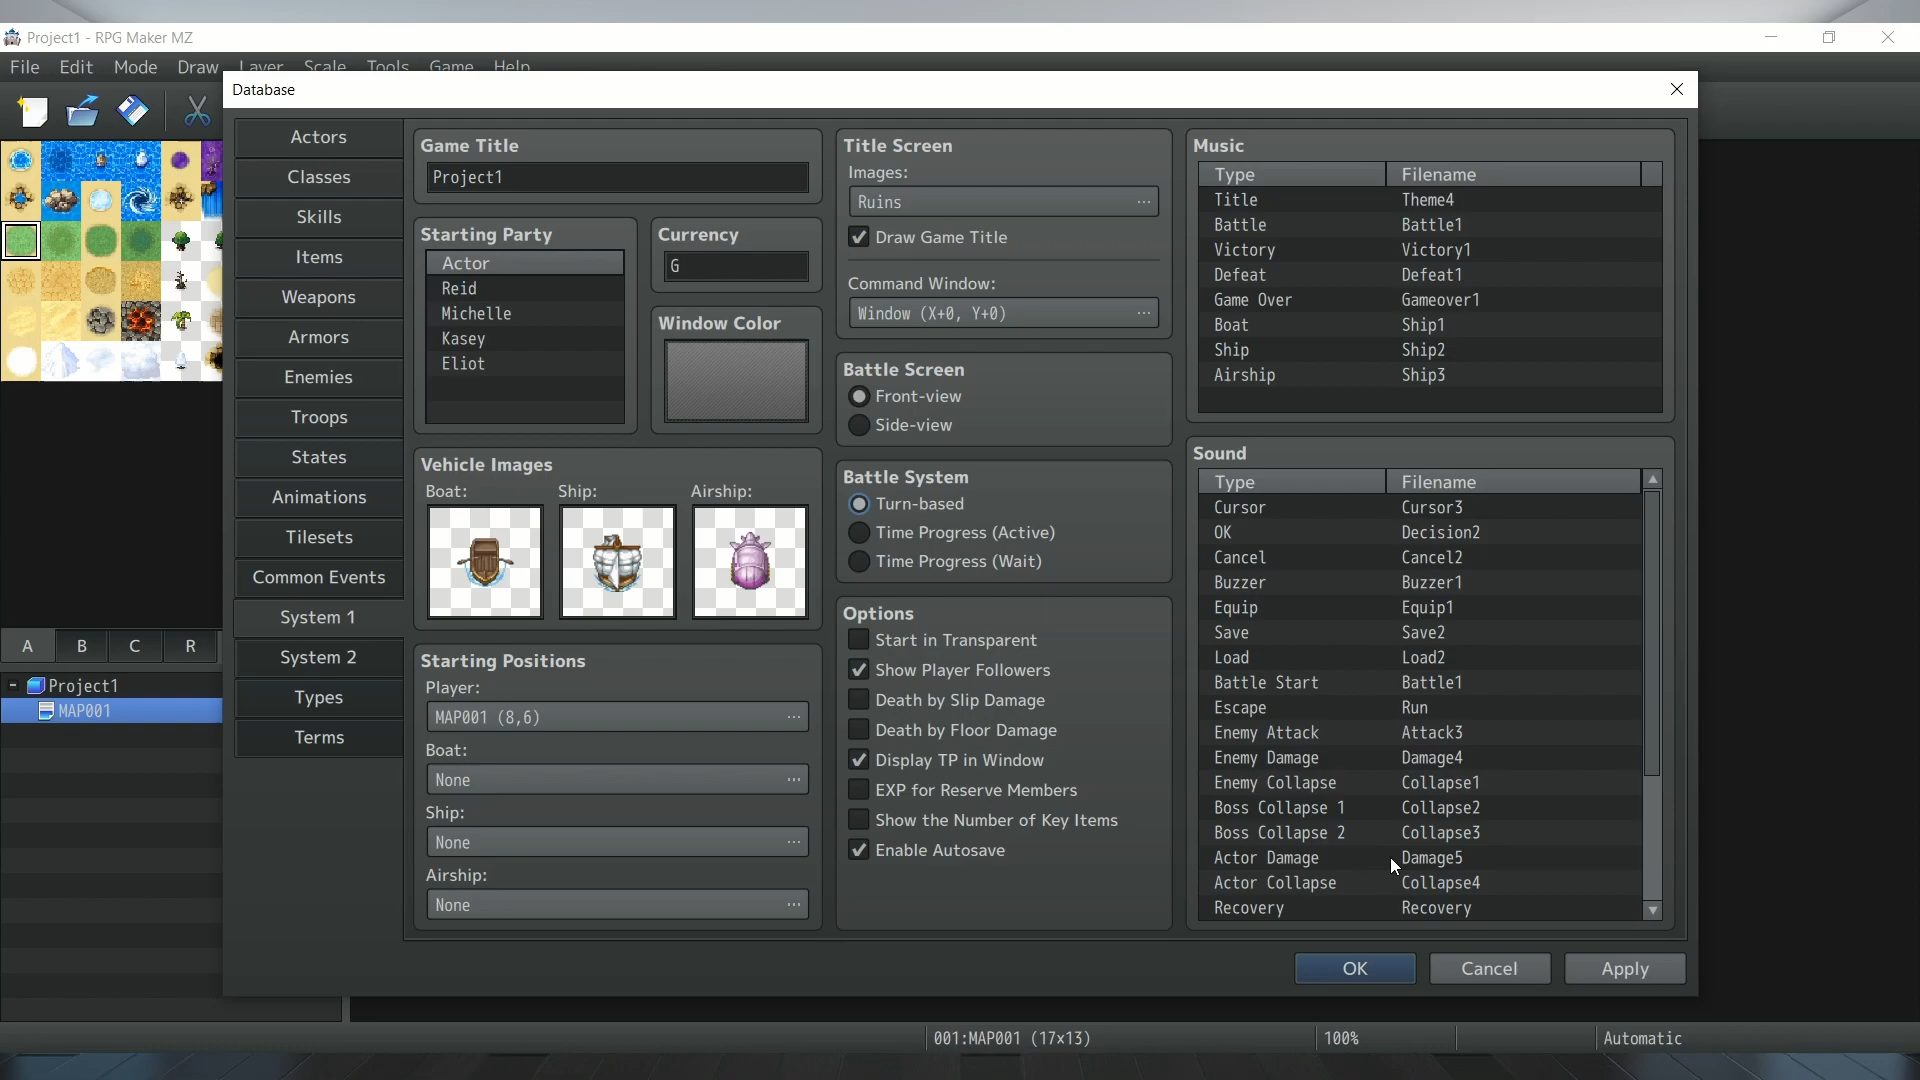 Project1 - RPG Maker MZ
File Edit Mode Draw Layer Scale Tools Game Help
Database
Actors
Classes
Skills
Items
Weapons
Armors
Enemies
Troops
States
Animations
Tilesets
Common Events
System 1
System 2
Types
Terms
A B C R
Project1
MAP001
Game Title
Project1
Starting Party
Actor
Reid
Michelle
Kasey
Eliot
Currency
G
Window Color
Vehicle Images
Boat: Ship: Airship:
Starting Positions
Player:
MAP001 (8,6) ...
Boat:
None ...
Ship:
None ...
Airship:
None ...
Title Screen
Images:
Ruins ...
Draw Game Title
Command Window:
Window (X+0, Y+0) ...
Battle Screen
Front-view
Side-view
Battle System
Turn-based
Time Progress (Active)
Time Progress (Wait)
Options
Start in Transparent
Show Player Followers
Death by Slip Damage
Death by Floor Damage
Display TP in Window
EXP for Reserve Members
Show the Number of Key Items
Enable Autosave
Music
Type Filename
Title Theme4
Battle Battle1
Victory Victory1
Defeat Defeat1
Game Over Gameover1
Boat Ship1
Ship Ship2
Airship Ship3
Sound
Type Filename
Cursor Cursor3
OK Decision2
Cancel Cancel2
Buzzer Buzzer1
Equip Equip1
Save Save2
Load Load2
Battle Start Battle1
Escape Run
Enemy Attack Attack3
Enemy Damage Damage4
Enemy Collapse Collapse1
Boss Collapse 1 Collapse2
Boss Collapse 2 Collapse3
Actor Damage Damage5
Actor Collapse Collapse4
Recovery Recovery
OK Cancel Apply
001:MAP001 (17x13) 100% Automatic